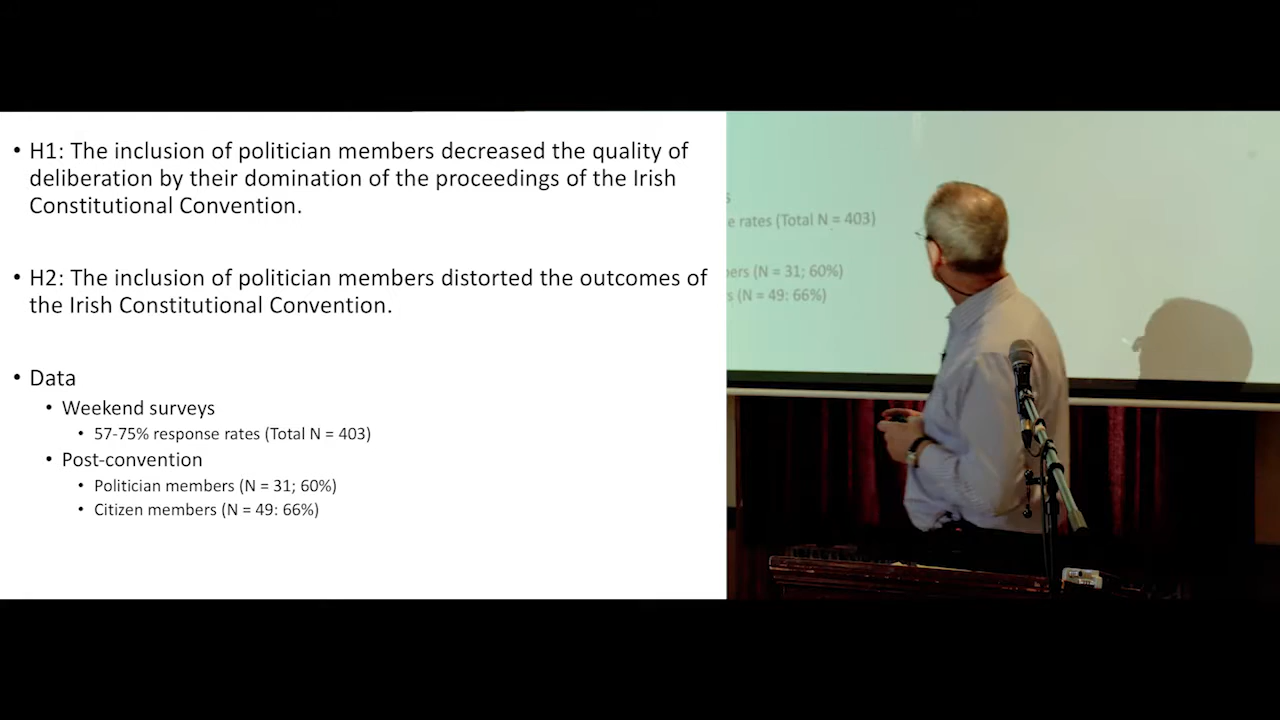 • H1: The inclusion of politician members decreased the quality of
deliberation by their domination of the proceedings of the Irish
Constitutional Convention.
• H2: The inclusion of politician members distorted the outcomes of
the Irish Constitutional Convention.
• Data
• Weekend surveys
• 57-75% response rates (Total N = 403)
• Post-convention
• Politician members (N = 31; 60%)
• Citizen members (N = 49: 66%)
s
e rates (Total N = 403)
bers (N = 31; 60%)
s (N = 49: 66%)